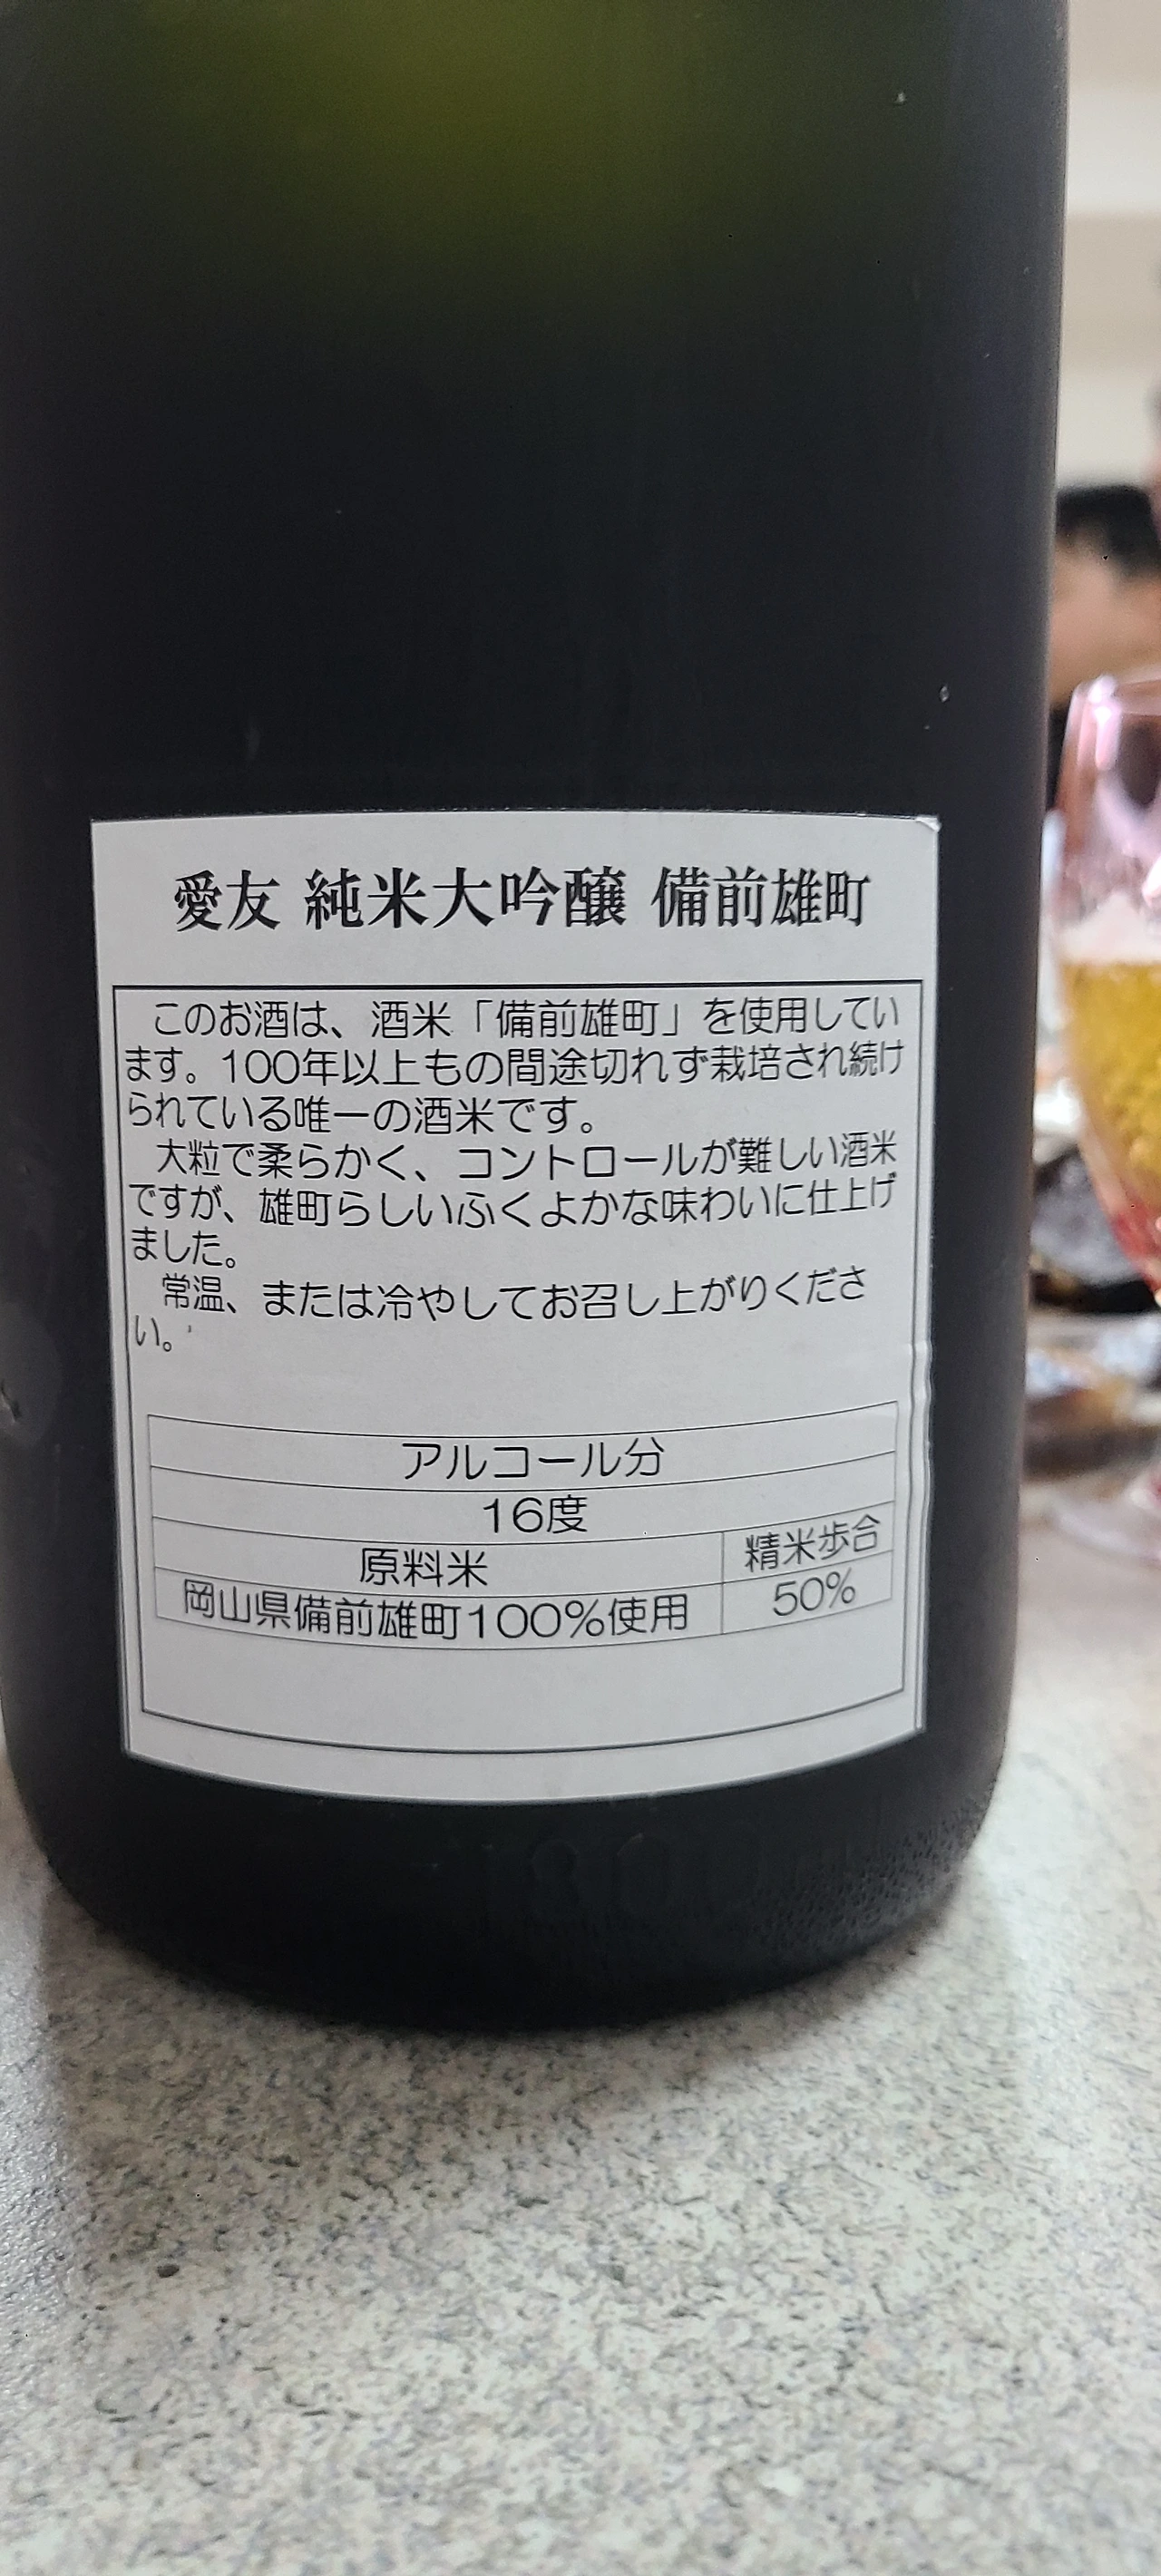 愛友 純米大吟醸 備前雄町
このお酒は、酒米「備前雄町」を使用してい
ます。100年以上もの間途切れず栽培され続け
られている唯一の酒米です。
大粒で柔らかく、コントロールが難しい酒米
ですが、雄町らしいふくよかな味わいに仕上げ
ました。
常温、または冷やしてお召し上がりくださ
い。
アルコール分
16度
原料米
精米歩合
岡山県備前雄町100%使用
50%